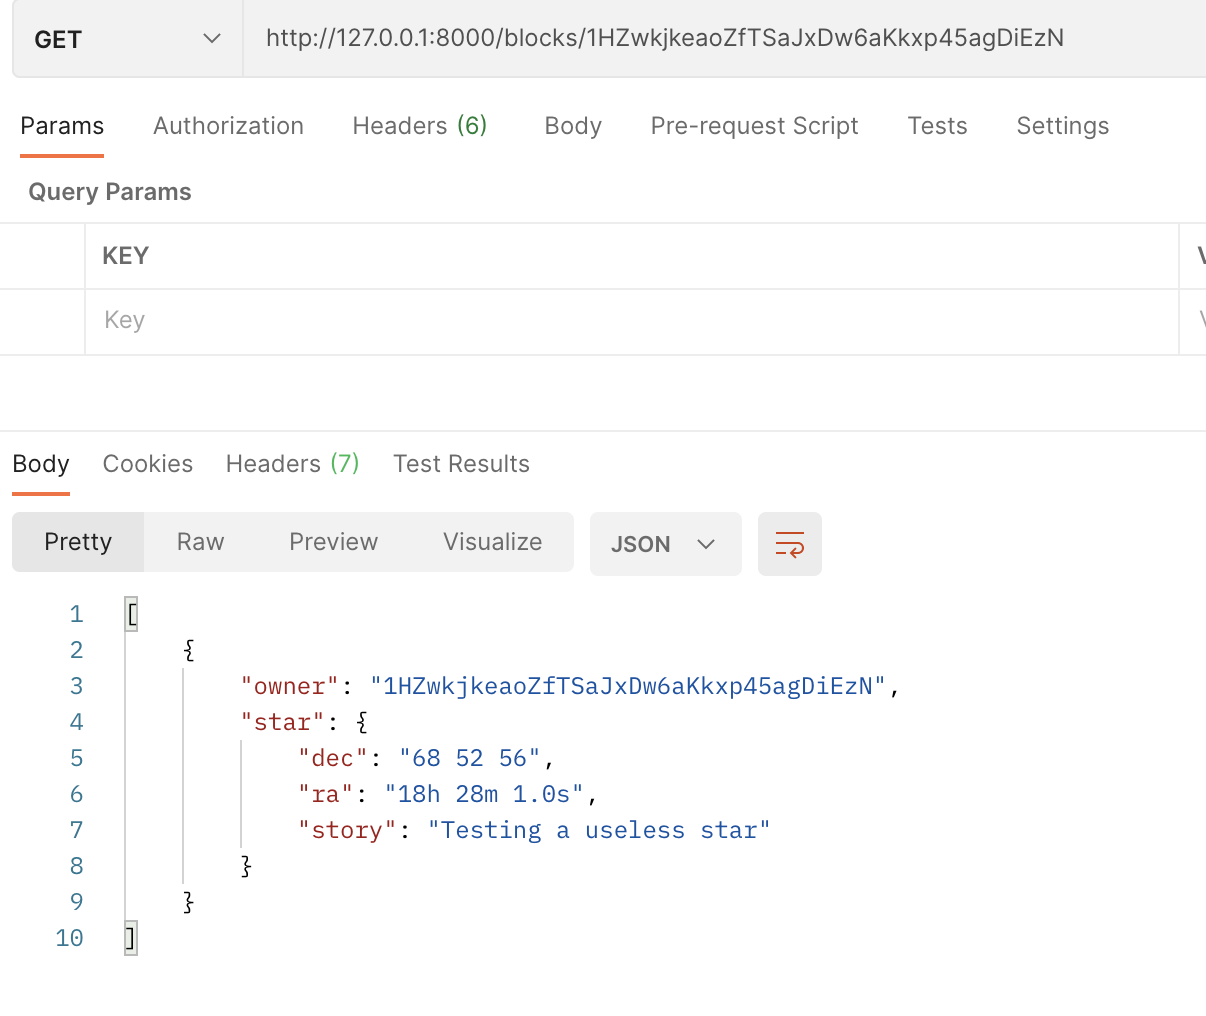 GET http://127.0.0.1:8000/blocks/1HZwkjkeaoZfTSaJxDw6aKkxp45agDiEzN
Params Authorization Headers (6) Body Pre-request Script Tests Settings
Query Params
KEY
Key
Body Cookies Headers (7) Test Results
Pretty Raw Preview Visualize JSON
1 [
2 {
3 "owner": "1HZwkjkeaoZfTSaJxDw6aKkxp45agDiEzN",
4 "star": {
5 "dec": "68 52 56",
6 "ra": "18h 28m 1.0s",
7 "story": "Testing a useless star"
8 }
9 }
10 ]